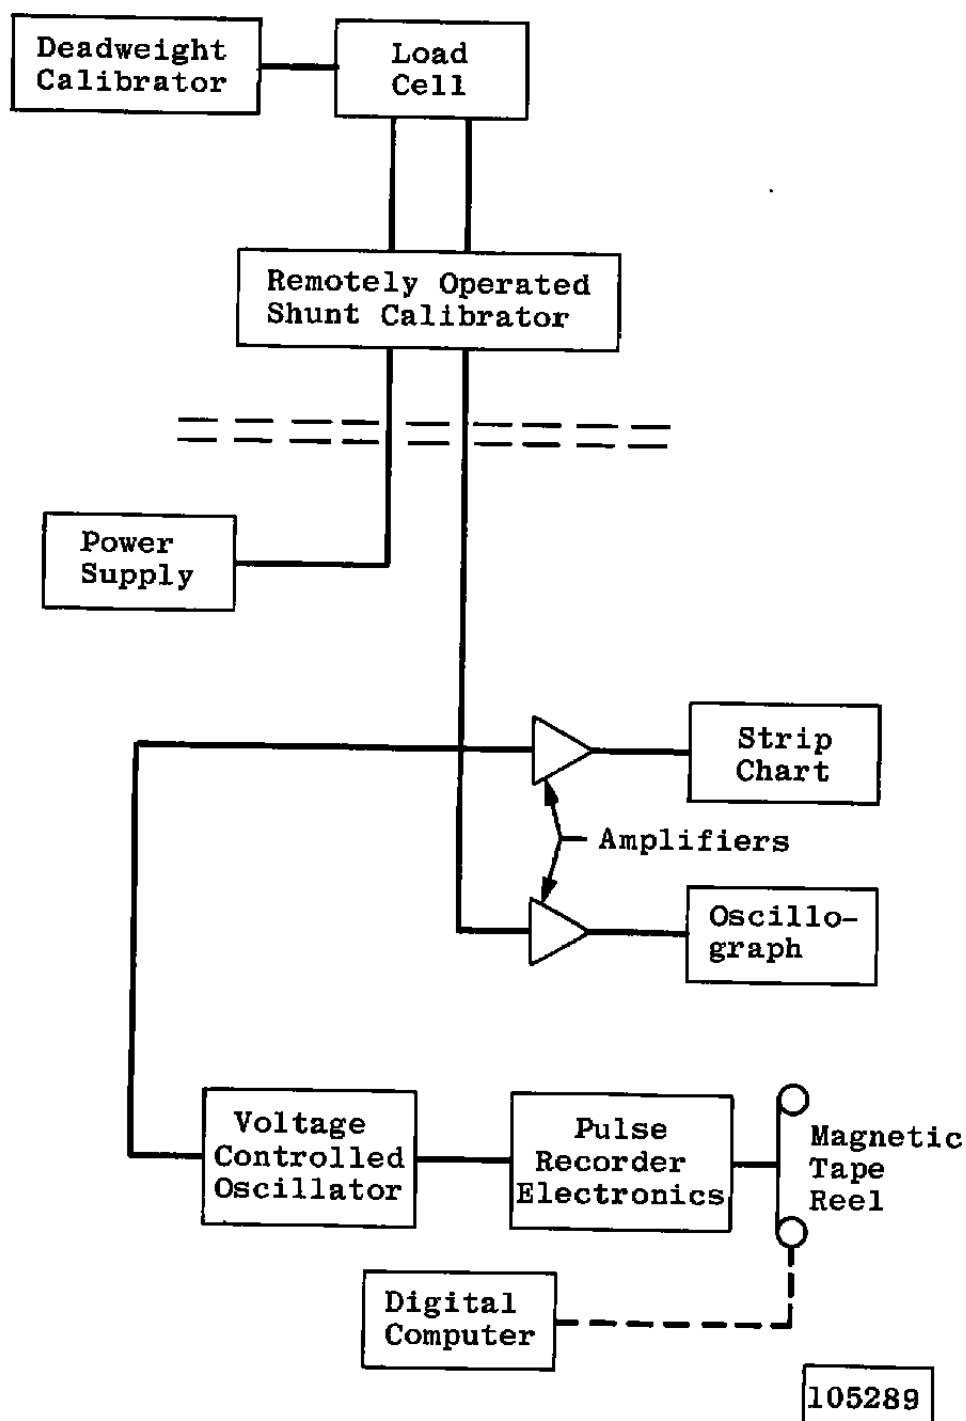 Deadweight
Calibrator
Load
Cell
Remotely Operated
Shunt Calibrator
Power
Supply
Strip
Chart
Amplifiers
Oscillo-
graph
Voltage
Controlled
Oscillator
Pulse
Recorder
Electronics
Magnetic
Tape
Reel
Digital
Computer
105289